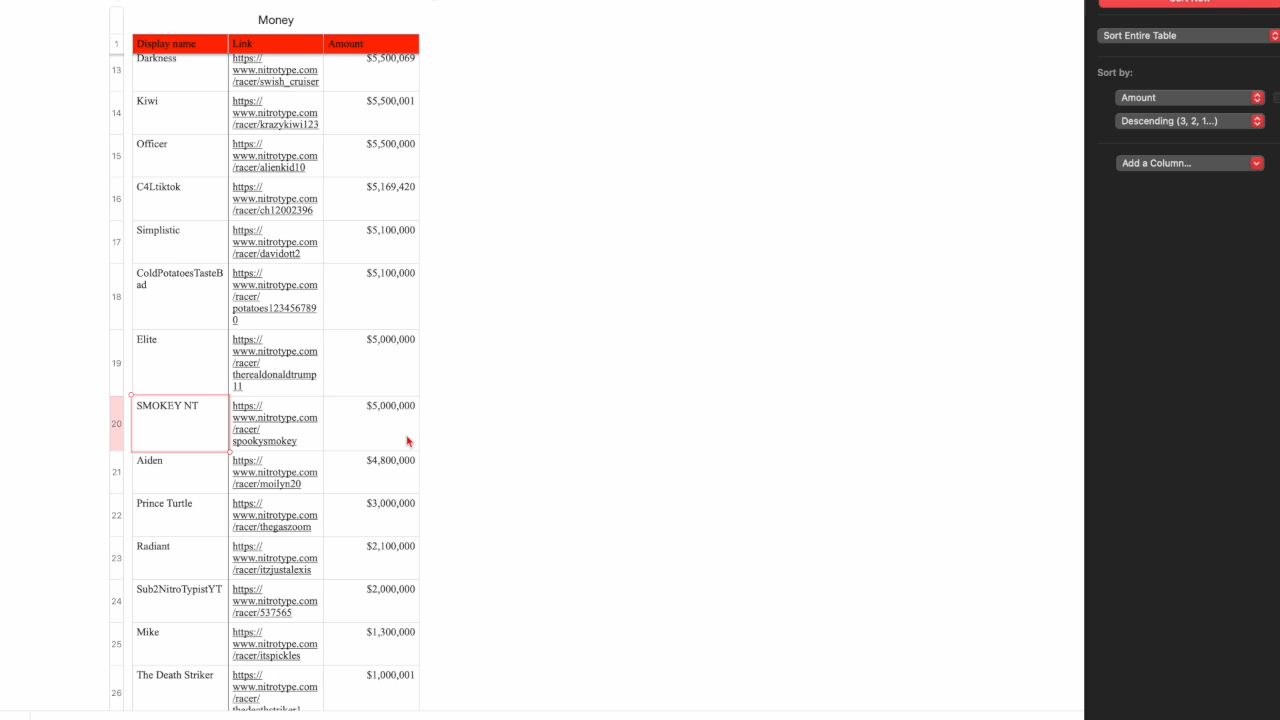 Money
1 Display name Link Amount
13 Darkness https:// $5,500,069
www.nitrotype.com
/racer/swish_cruiser
14 Kiwi https:// $5,500,001
www.nitrotype.com
/racer/krazykiwi123
15 Officer https:// $5,500,000
www.nitrotype.com
/racer/alienkid10
16 C4Ltiktok https:// $5,169,420
www.nitrotype.com
/racer/ch12002396
17 Simplistic https:// $5,100,000
www.nitrotype.com
/racer/davidott2
18 ColdPotatoesTasteB https:// $5,100,000
ad www.nitrotype.com
/racer/
potatoes123456789
0
19 Elite https:// $5,000,000
www.nitrotype.com
/racer/
therealdonaldtrump
11
20 SMOKEY NT https:// $5,000,000
www.nitrotype.com
/racer/
spookysmokey
21 Aiden https:// $4,800,000
www.nitrotype.com
/racer/moilyn20
22 Prince Turtle https:// $3,000,000
www.nitrotype.com
/racer/thegaszoom
23 Radiant https:// $2,100,000
www.nitrotype.com
/racer/itzjustalexis
24 Sub2NitroTypistYT https:// $2,000,000
www.nitrotype.com
/racer/537565
25 Mike https:// $1,300,000
www.nitrotype.com
/racer/itspickles
26 The Death Striker https:// $1,000,001
www.nitrotype.com
/racer/
thedeathstriker1
Sort Now
Sort Entire Table
Sort by:
Amount
Descending (3, 2, 1...)
Add a Column...